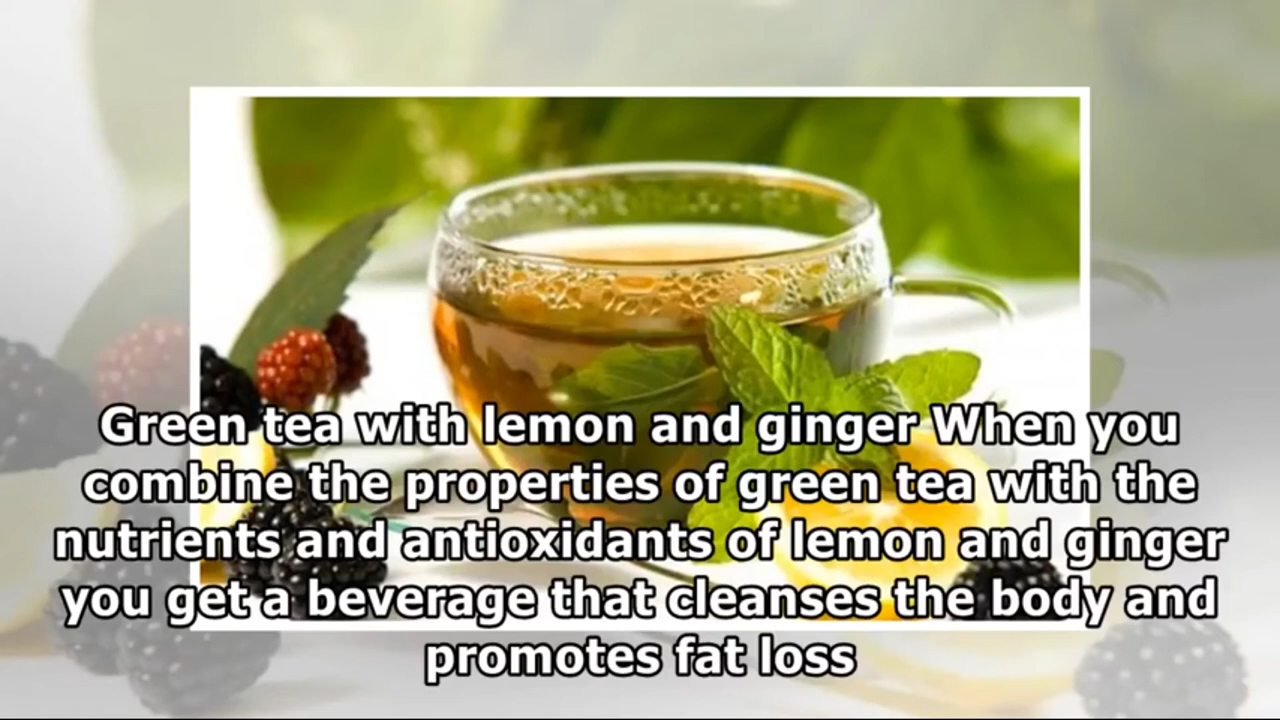 Green tea with lemon and ginger When you
combine the properties of green tea with the
nutrients and antioxidants of lemon and ginger
you get a beverage that cleanses the body and
promotes fat loss